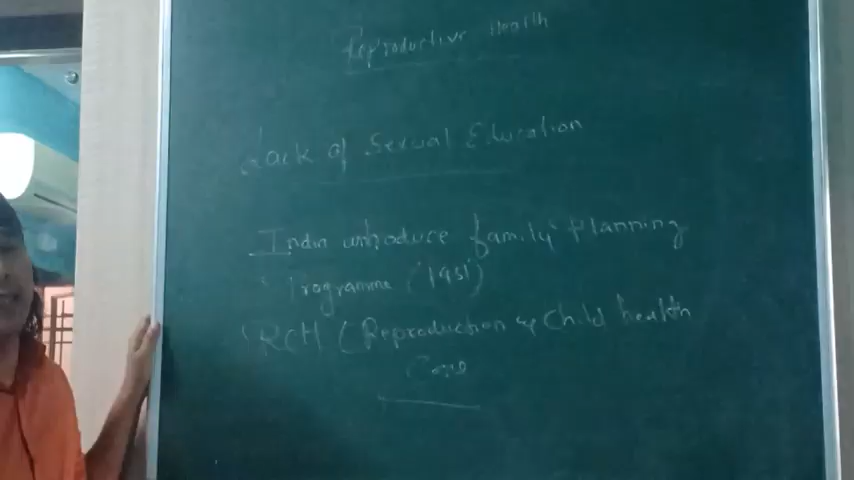 Reproductive Health
Lack of Sexual Education
India introduce family Planning
Programme (1951)
RCH (Reproduction & Child health
Care